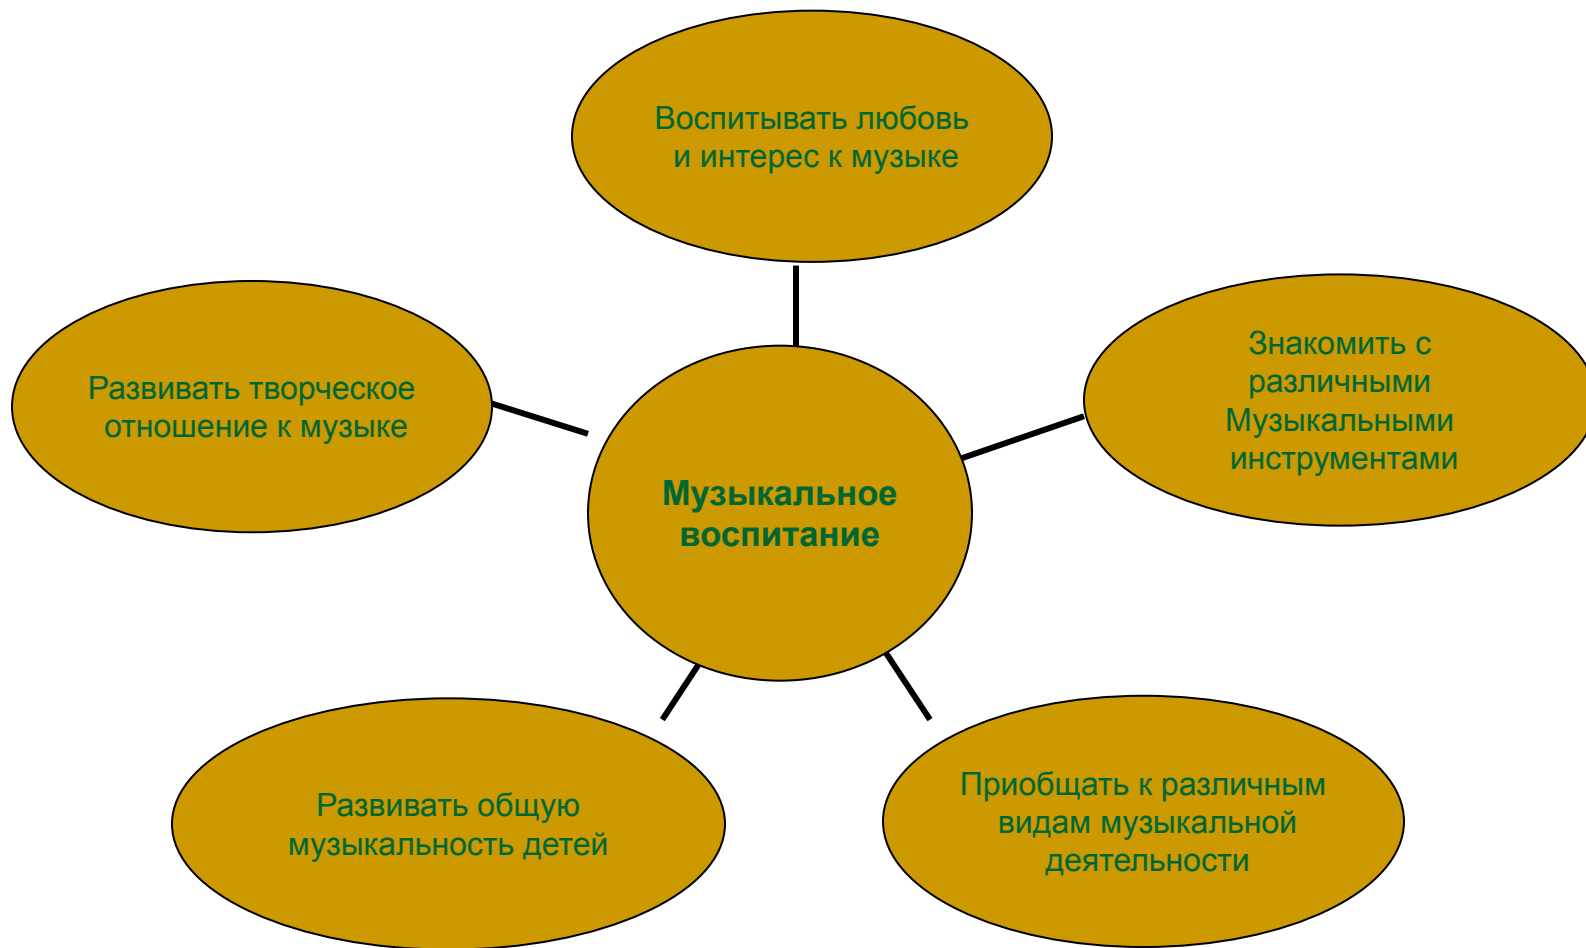 Воспитывать любовь
и интерес к музыке
Развивать творческое
отношение к музыке
Знакомить с
различными
Музыкальными
инструментами
Музыкальное
воспитание
Развивать общую
музыкальность детей
Приобщать к различным
видам музыкальной
деятельности